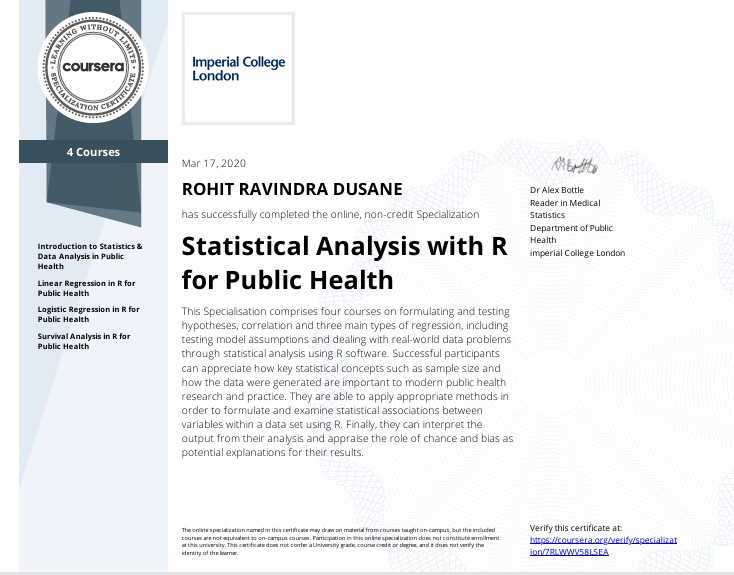 LEARNING WITHOUT LIMITS
coursera
SPECIALIZATION CERTIFICATE
4 Courses
Introduction to Statistics &
Data Analysis in Public
Health
Linear Regression in R for
Public Health
Logistic Regression in R for
Public Health
Survival Analysis in R for
Public Health
Imperial College
London
Mar 17, 2020
ROHIT RAVINDRA DUSANE
has successfully completed the online, non-credit Specialization
Statistical Analysis with R
for Public Health
This Specialisation comprises four courses on formulating and testing
hypotheses, correlation and three main types of regression, including
testing model assumptions and dealing with real-world data problems
through statistical analysis using R software. Successful participants
can appreciate how key statistical concepts such as sample size and
how the data were generated are important to modern public health
research and practice. They are able to apply appropriate methods in
order to formulate and examine statistical associations between
variables within a data set using R. Finally, they can interpret the
output from their analysis and appraise the role of chance and bias as
potential explanations for their results.
Dr Alex Bottle
Reader in Medical
Statistics
Department of Public
Health
imperial College London
The online specialization named in this certificate may draw on material from courses taught on-campus, but the included
courses are not equivalent to on-campus courses. Participation in this online specialization does not constitute enrollment
at this university. This certificate does not confer a University grade, course credit or degree, and it does not verify the
identity of the learner.
Verify this certificate at:
https://coursera.org/verify/specializat
ion/7RLWWV58LSEA